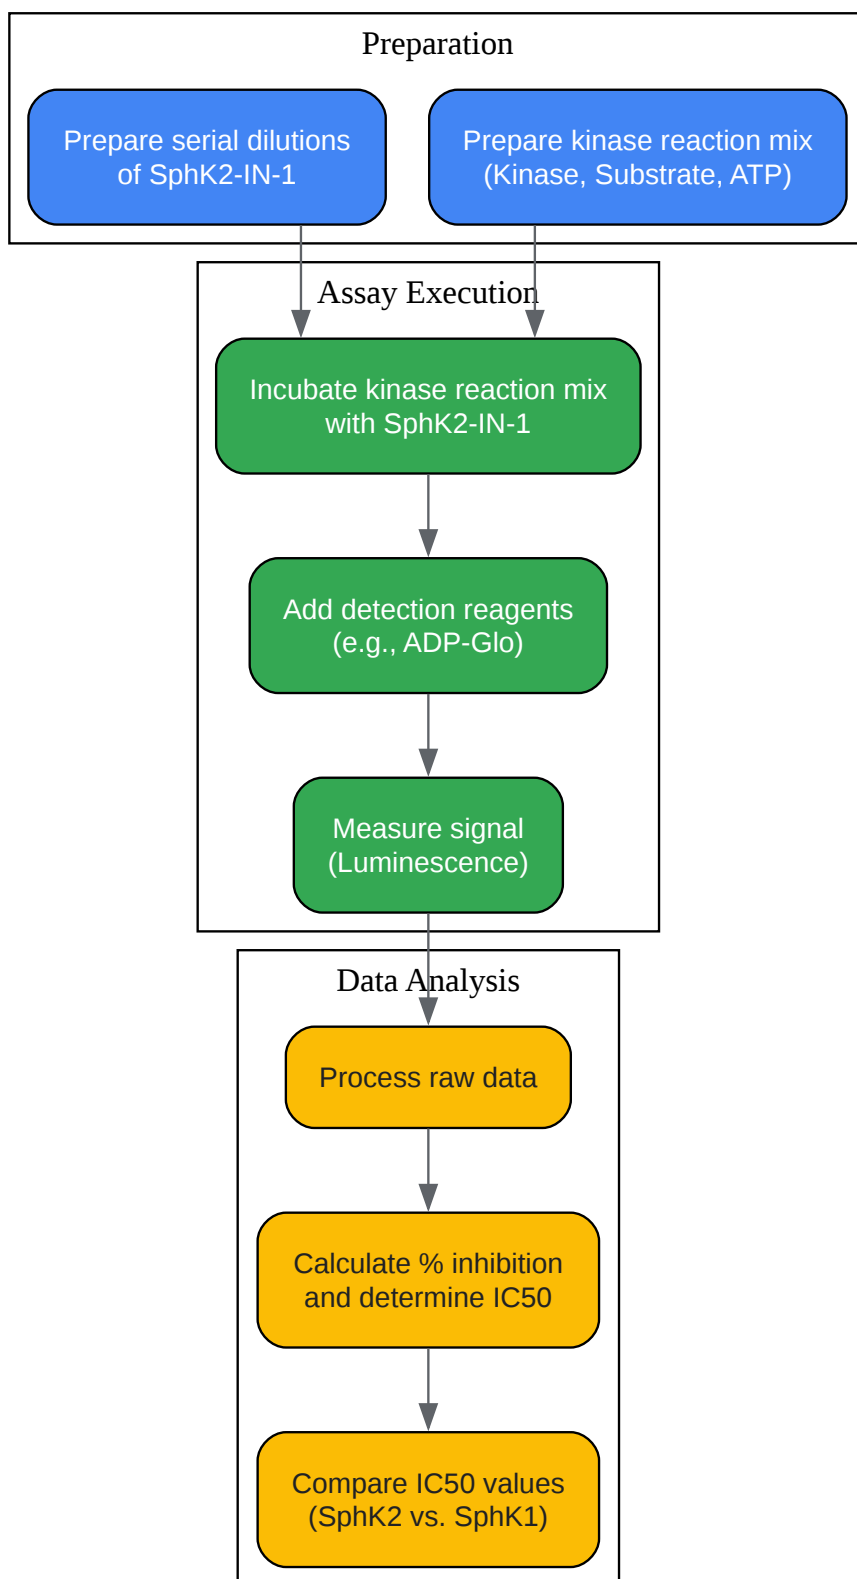 Preparation
Prepare serial dilutions
of SphK2-IN-1
Prepare kinase reaction mix
(Kinase, Substrate, ATP)
Assay Execution
Incubate kinase reaction mix
with SphK2-IN-1
Add detection reagents
(e.g., ADP-Glo)
Measure signal
(Luminescence)
Data Analysis
Process raw data
Calculate % inhibition
and determine IC50
Compare IC50 values
(SphK2 vs. SphK1)